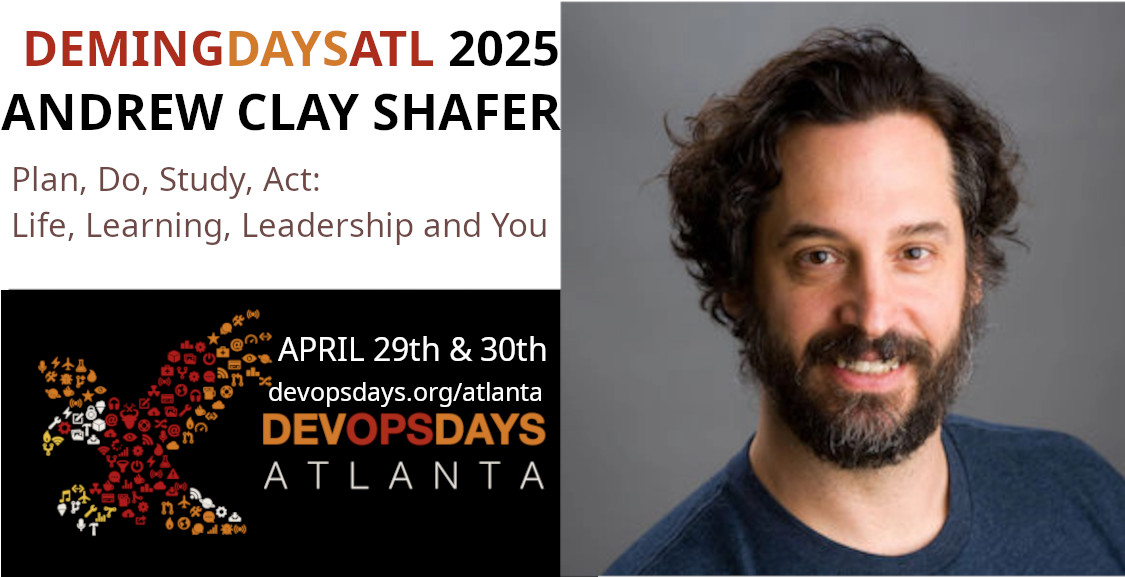 DEMINGDAYSATL 2025
ANDREW CLAY SHAFER
Plan, Do, Study, Act:
Life, Learning, Leadership and You
APRIL 29th & 30th
devopsdays.org/atlanta
DEVOPSDAYS
ATLANTA